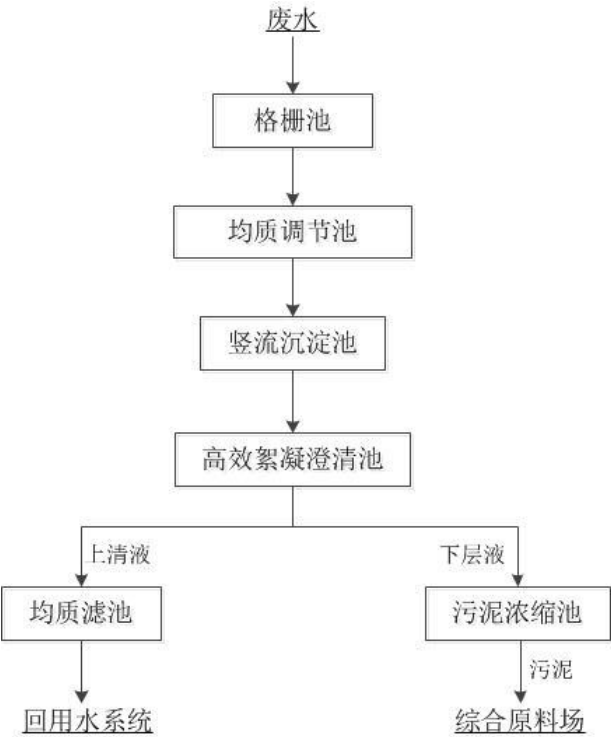 废水
格栅池
均质调节池
竖流沉淀池
高效絮凝澄清池
上清液
下层液
均质滤池
污泥浓缩池
污泥
回用水系统
综合原料场